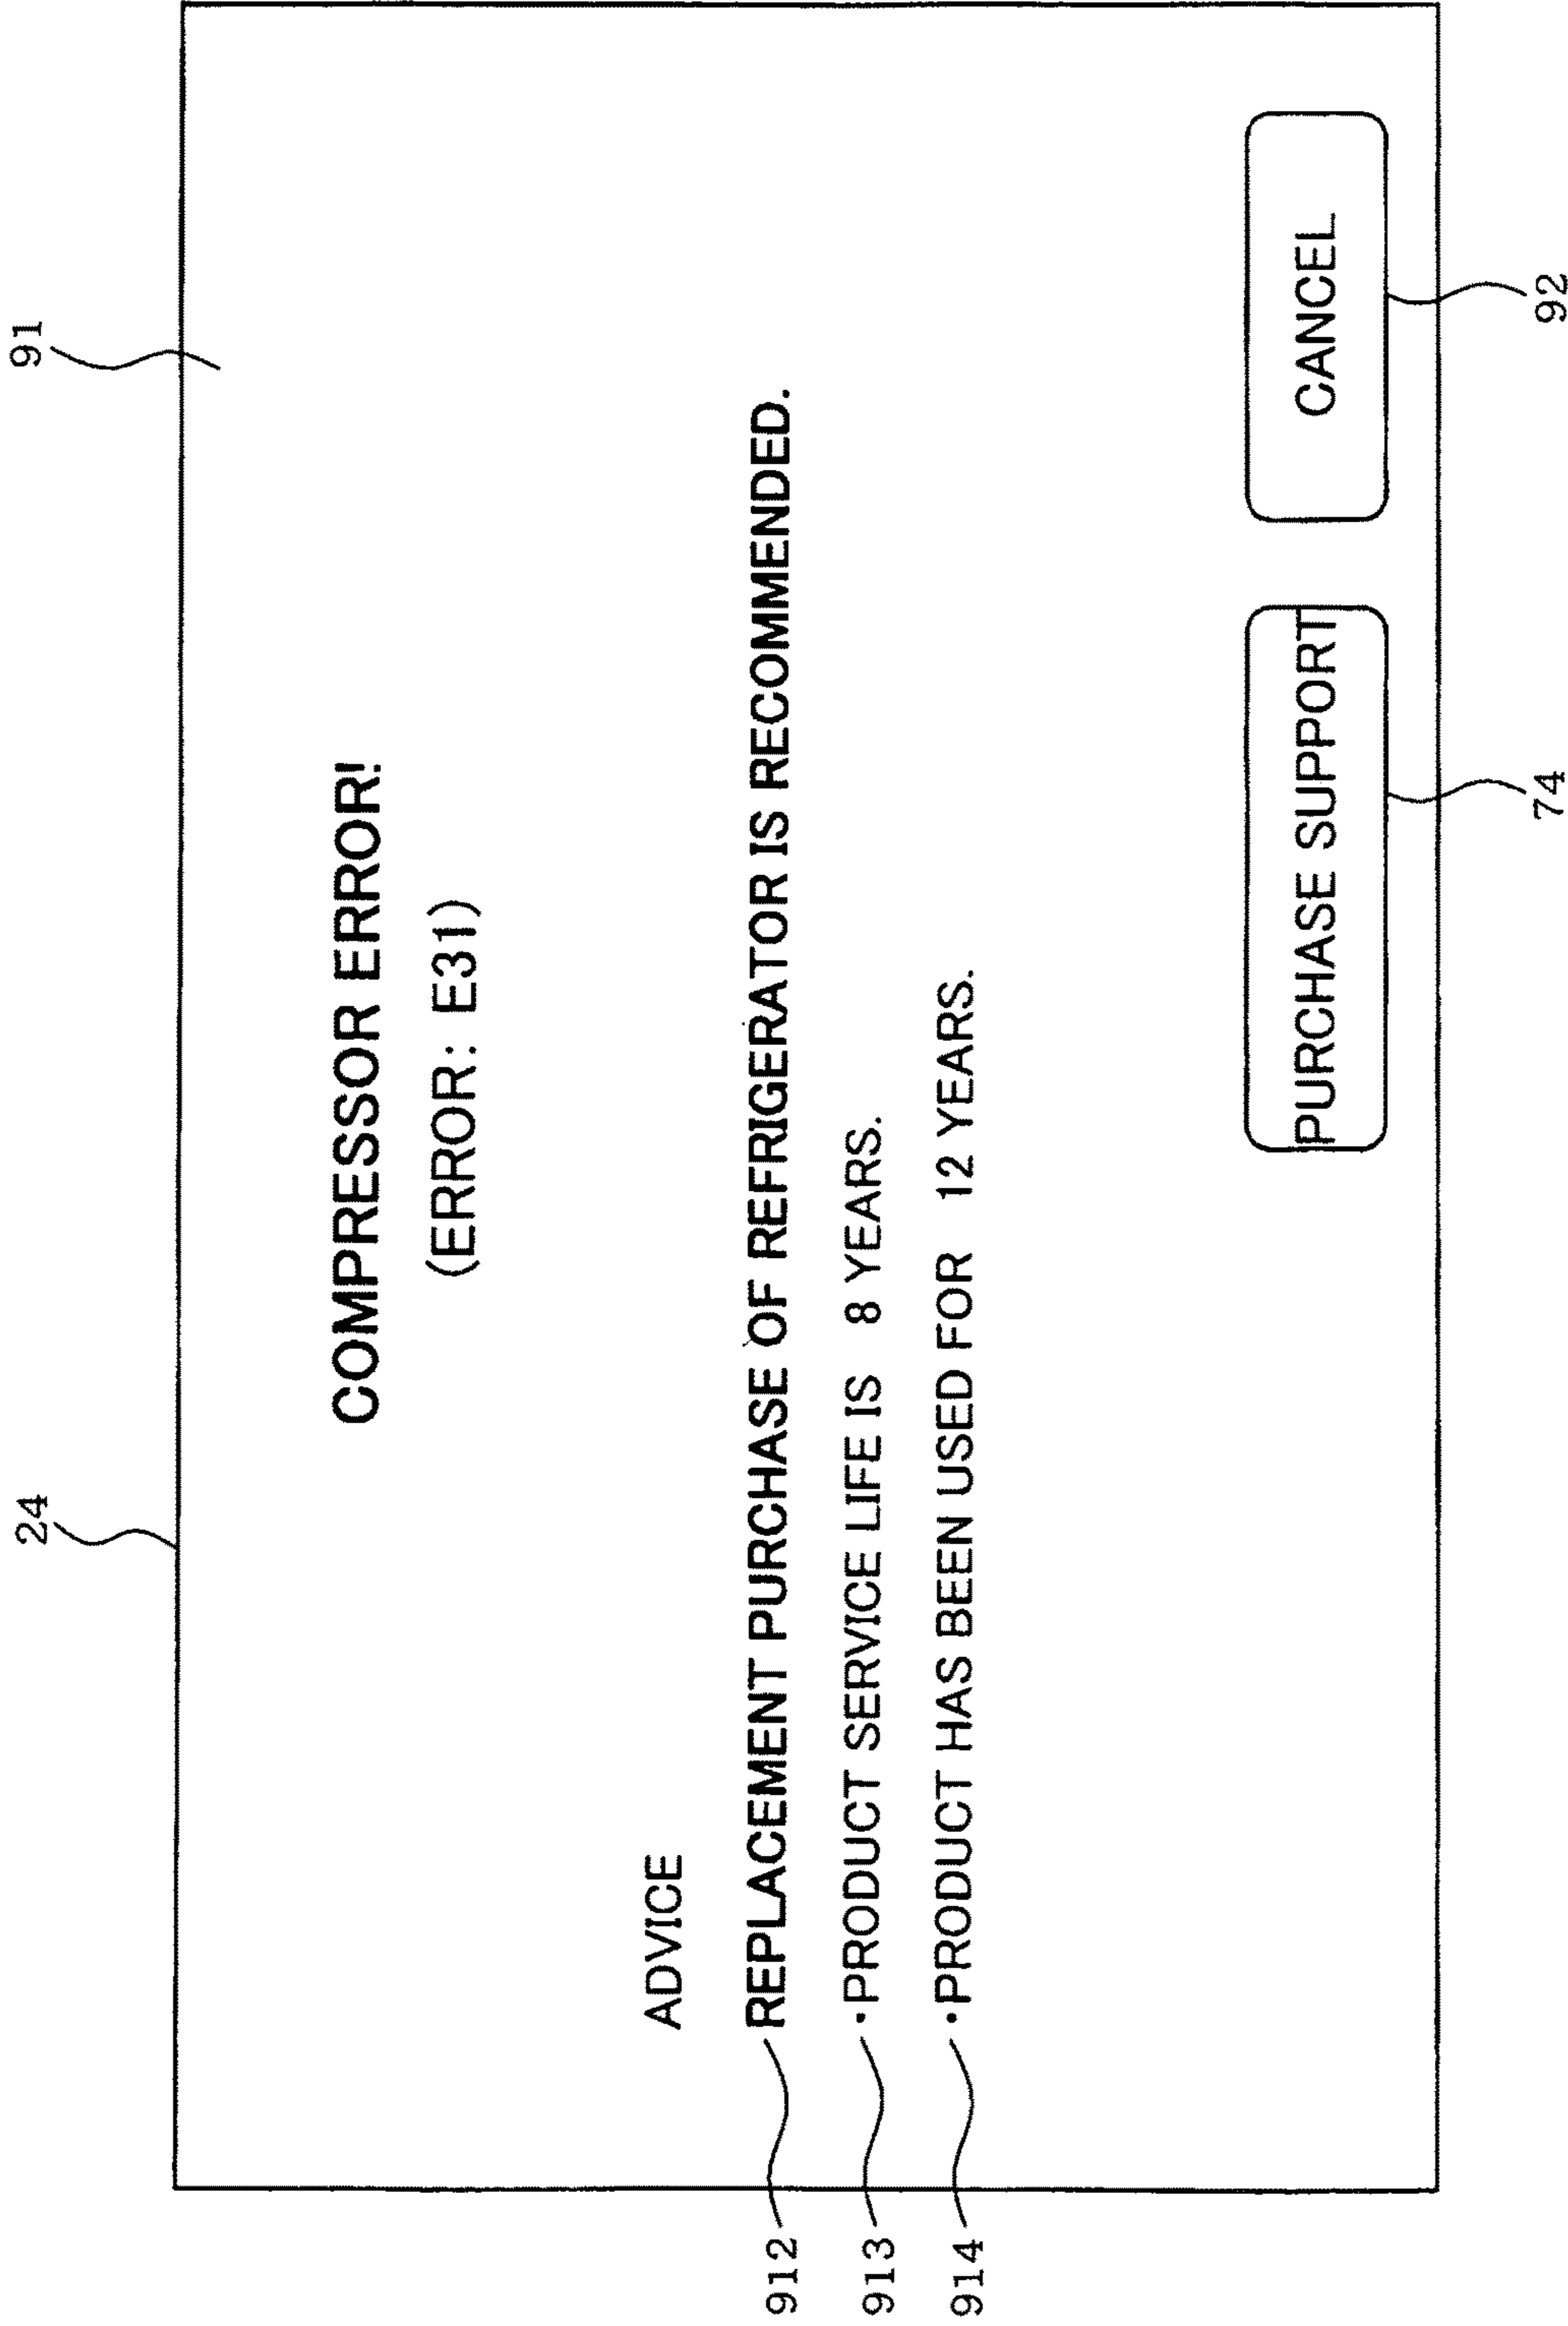 24
91
COMPRESSOR ERROR!
(ERROR: E31)
ADVICE
912
REPLACEMENT PURCHASE OF REFRIGERATOR IS RECOMMENDED.
913
・PRODUCT SERVICE LIFE IS 8 YEARS.
914
・PRODUCT HAS BEEN USED FOR 12 YEARS.
PURCHASE SUPPORT
CANCEL
74
92